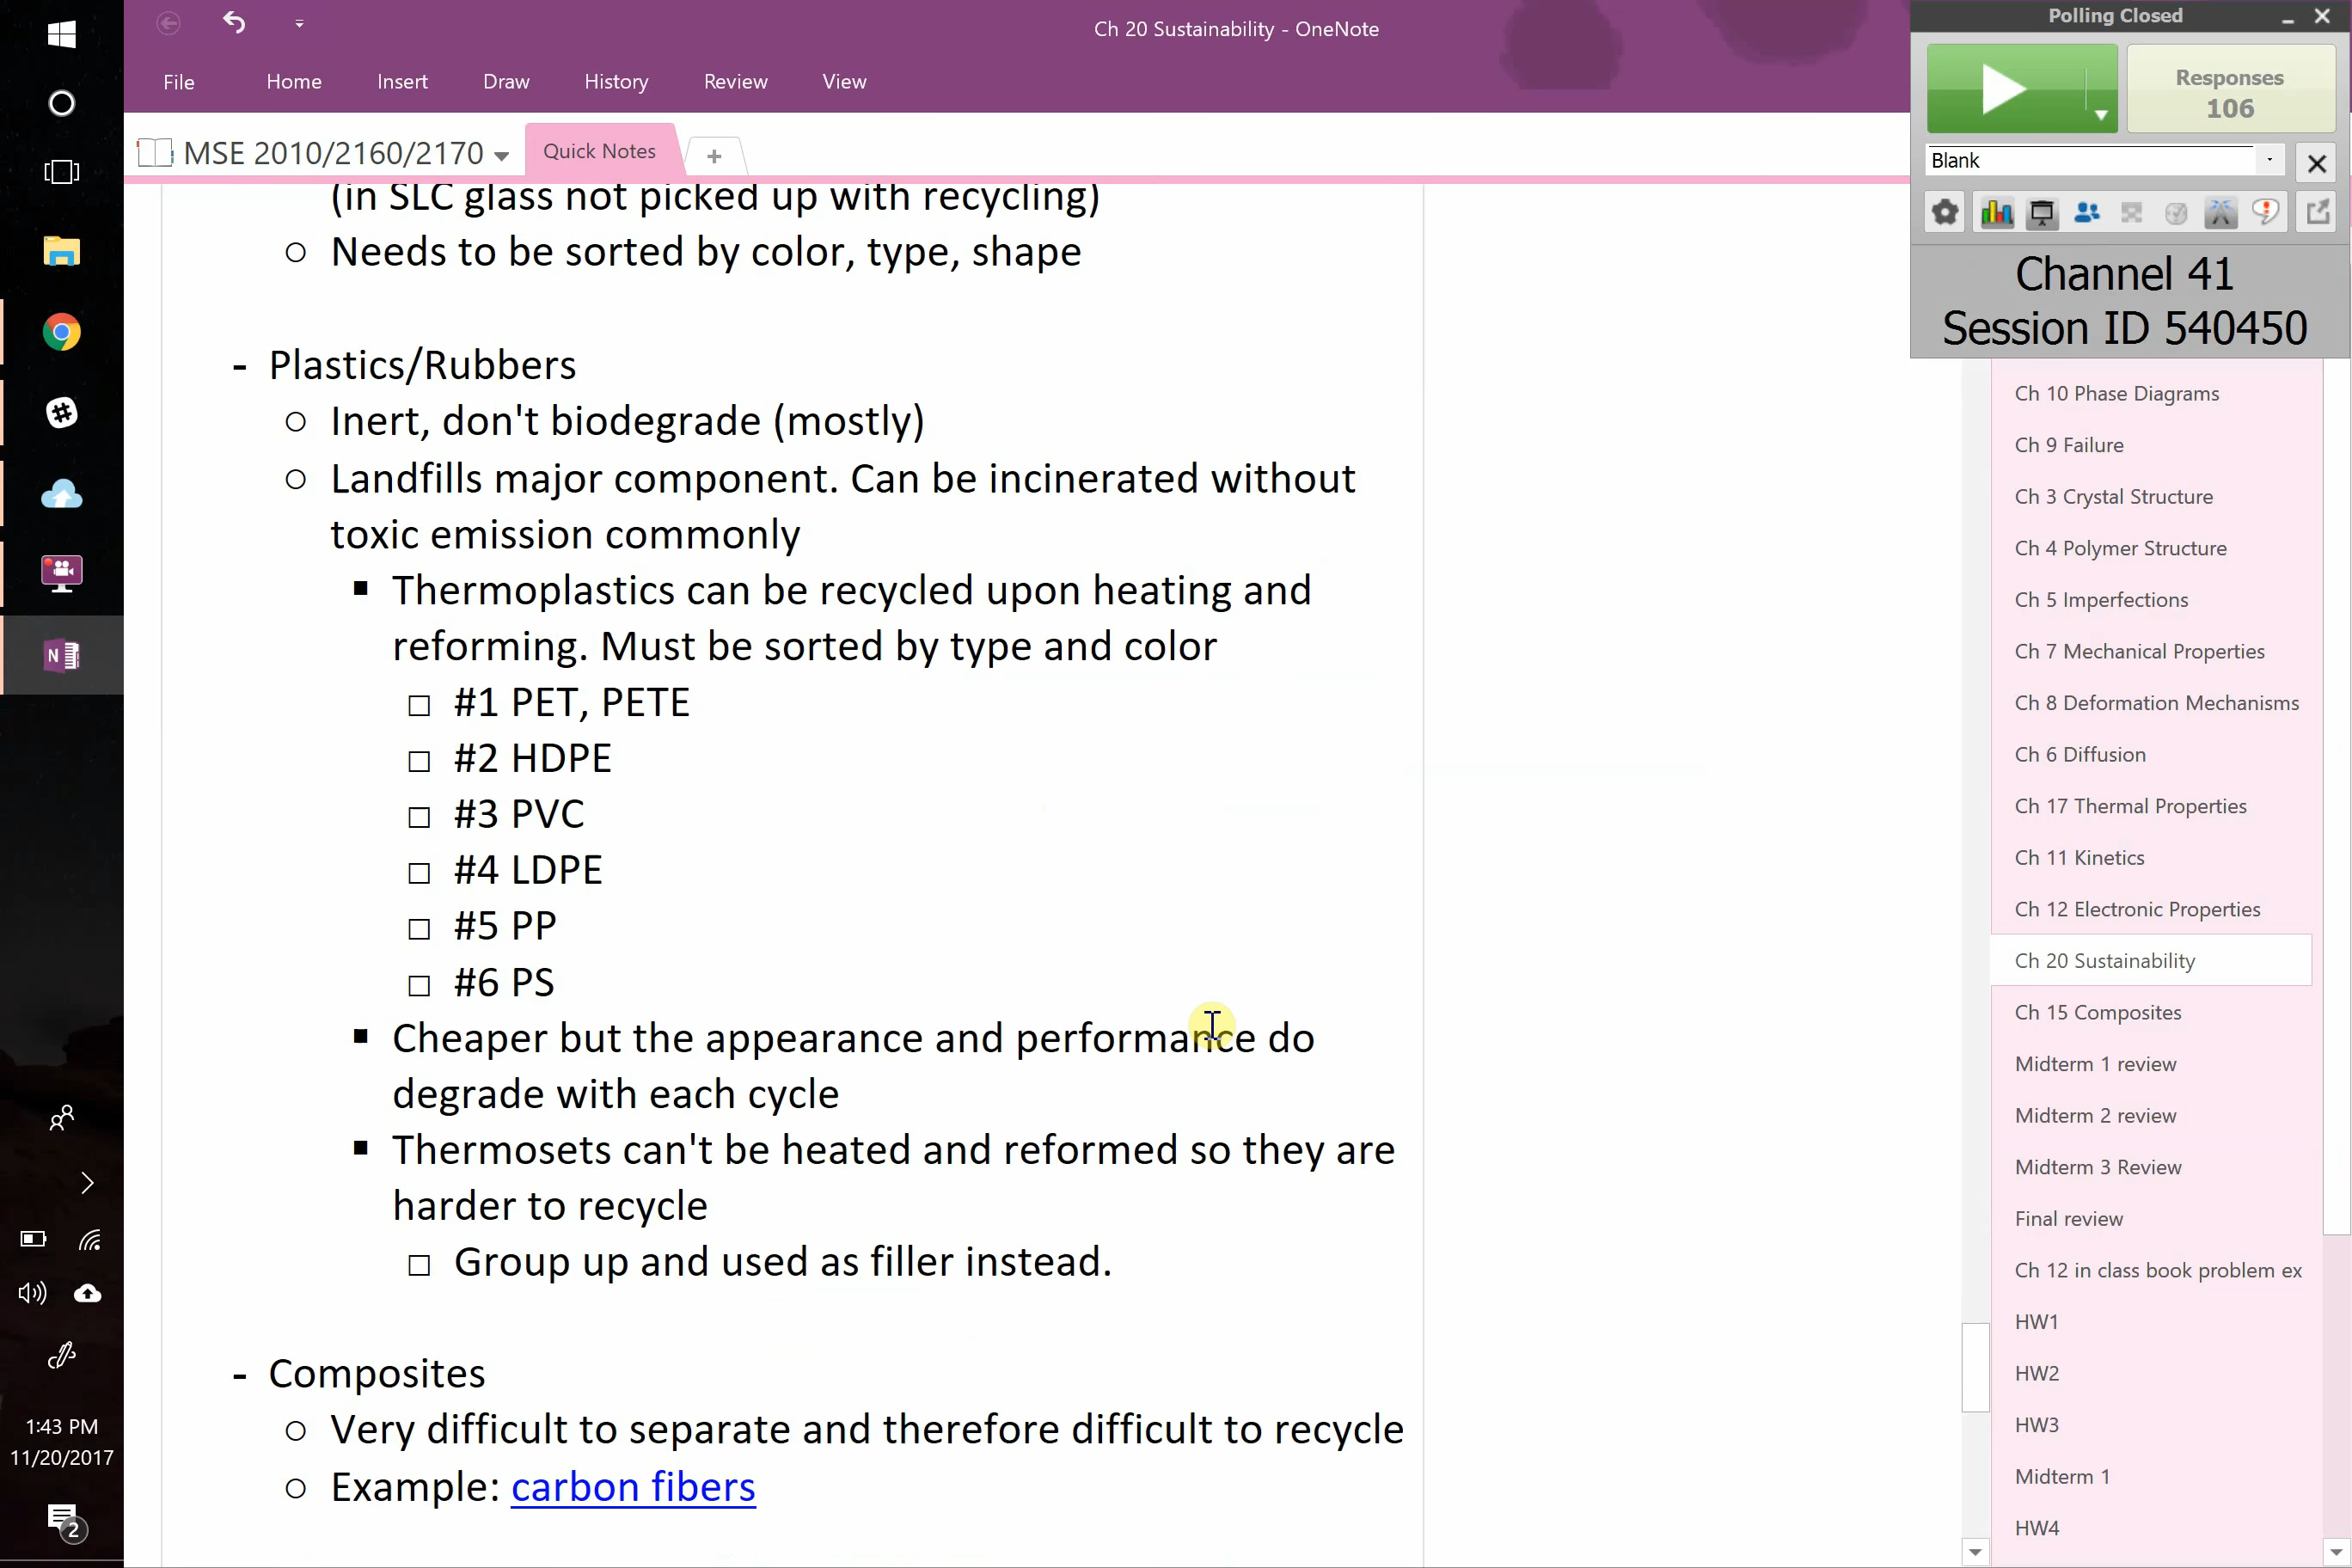 Ch 20 Sustainability - OneNote
File Home Insert Draw History Review View
MSE 2010/2160/2170
Quick Notes
+
(in SLC glass not picked up with recycling)
○ Needs to be sorted by color, type, shape
- Plastics/Rubbers
○ Inert, don't biodegrade (mostly)
○ Landfills major component. Can be incinerated without
toxic emission commonly
▪ Thermoplastics can be recycled upon heating and
reforming. Must be sorted by type and color
□ #1 PET, PETE
□ #2 HDPE
□ #3 PVC
□ #4 LDPE
□ #5 PP
□ #6 PS
▪ Cheaper but the appearance and performance do
degrade with each cycle
▪ Thermosets can't be heated and reformed so they are
harder to recycle
□ Group up and used as filler instead.
- Composites
○ Very difficult to separate and therefore difficult to recycle
○ Example: carbon fibers
Polling Closed
Responses
106
Blank
Channel 41
Session ID 540450
Ch 10 Phase Diagrams
Ch 9 Failure
Ch 3 Crystal Structure
Ch 4 Polymer Structure
Ch 5 Imperfections
Ch 7 Mechanical Properties
Ch 8 Deformation Mechanisms
Ch 6 Diffusion
Ch 17 Thermal Properties
Ch 11 Kinetics
Ch 12 Electronic Properties
Ch 20 Sustainability
Ch 15 Composites
Midterm 1 review
Midterm 2 review
Midterm 3 Review
Final review
Ch 12 in class book problem ex
HW1
HW2
HW3
Midterm 1
HW4
N
1:43 PM
11/20/2017
2